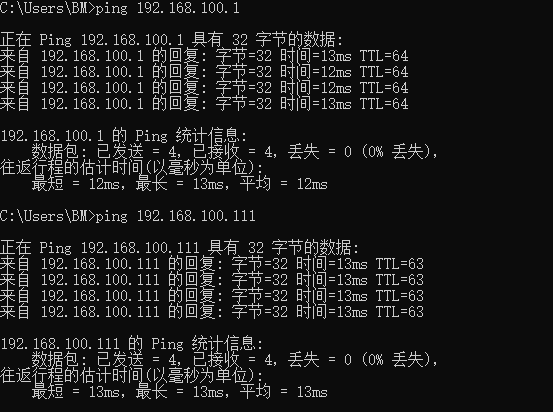 C:\Users\BM>ping 192.168.100.1
正在 Ping 192.168.100.1 具有 32 字节的数据:
来自 192.168.100.1 的回复: 字节=32 时间=13ms TTL=64
来自 192.168.100.1 的回复: 字节=32 时间=12ms TTL=64
来自 192.168.100.1 的回复: 字节=32 时间=12ms TTL=64
来自 192.168.100.1 的回复: 字节=32 时间=13ms TTL=64
192.168.100.1 的 Ping 统计信息:
数据包: 已发送 = 4, 已接收 = 4, 丢失 = 0 (0% 丢失),
往返行程的估计时间(以毫秒为单位):
最短 = 12ms, 最长 = 13ms, 平均 = 12ms
C:\Users\BM>ping 192.168.100.111
正在 Ping 192.168.100.111 具有 32 字节的数据:
来自 192.168.100.111 的回复: 字节=32 时间=13ms TTL=63
来自 192.168.100.111 的回复: 字节=32 时间=13ms TTL=63
来自 192.168.100.111 的回复: 字节=32 时间=13ms TTL=63
来自 192.168.100.111 的回复: 字节=32 时间=13ms TTL=63
192.168.100.111 的 Ping 统计信息:
数据包: 已发送 = 4, 已接收 = 4, 丢失 = 0 (0% 丢失),
往返行程的估计时间(以毫秒为单位):
最短 = 13ms, 最长 = 13ms, 平均 = 13ms